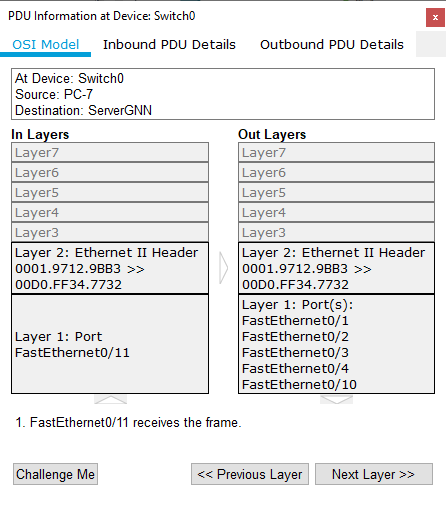 PDU Information at Device: Switch0
x
OSI Model Inbound PDU Details Outbound PDU Details
At Device: Switch0
Source: PC-7
Destination: ServerGNN
In Layers
Layer7
Layer6
Layer5
Layer4
Layer3
Layer 2: Ethernet II Header
0001.9712.9BB3 >>
00D0.FF34.7732
Layer 1: Port
FastEthernet0/11
Out Layers
Layer7
Layer6
Layer5
Layer4
Layer3
Layer 2: Ethernet II Header
0001.9712.9BB3 >>
00D0.FF34.7732
Layer 1: Port(s):
FastEthernet0/1
FastEthernet0/2
FastEthernet0/3
FastEthernet0/4
FastEthernet0/10
1. FastEthernet0/11 receives the frame.
Challenge Me << Previous Layer Next Layer >>